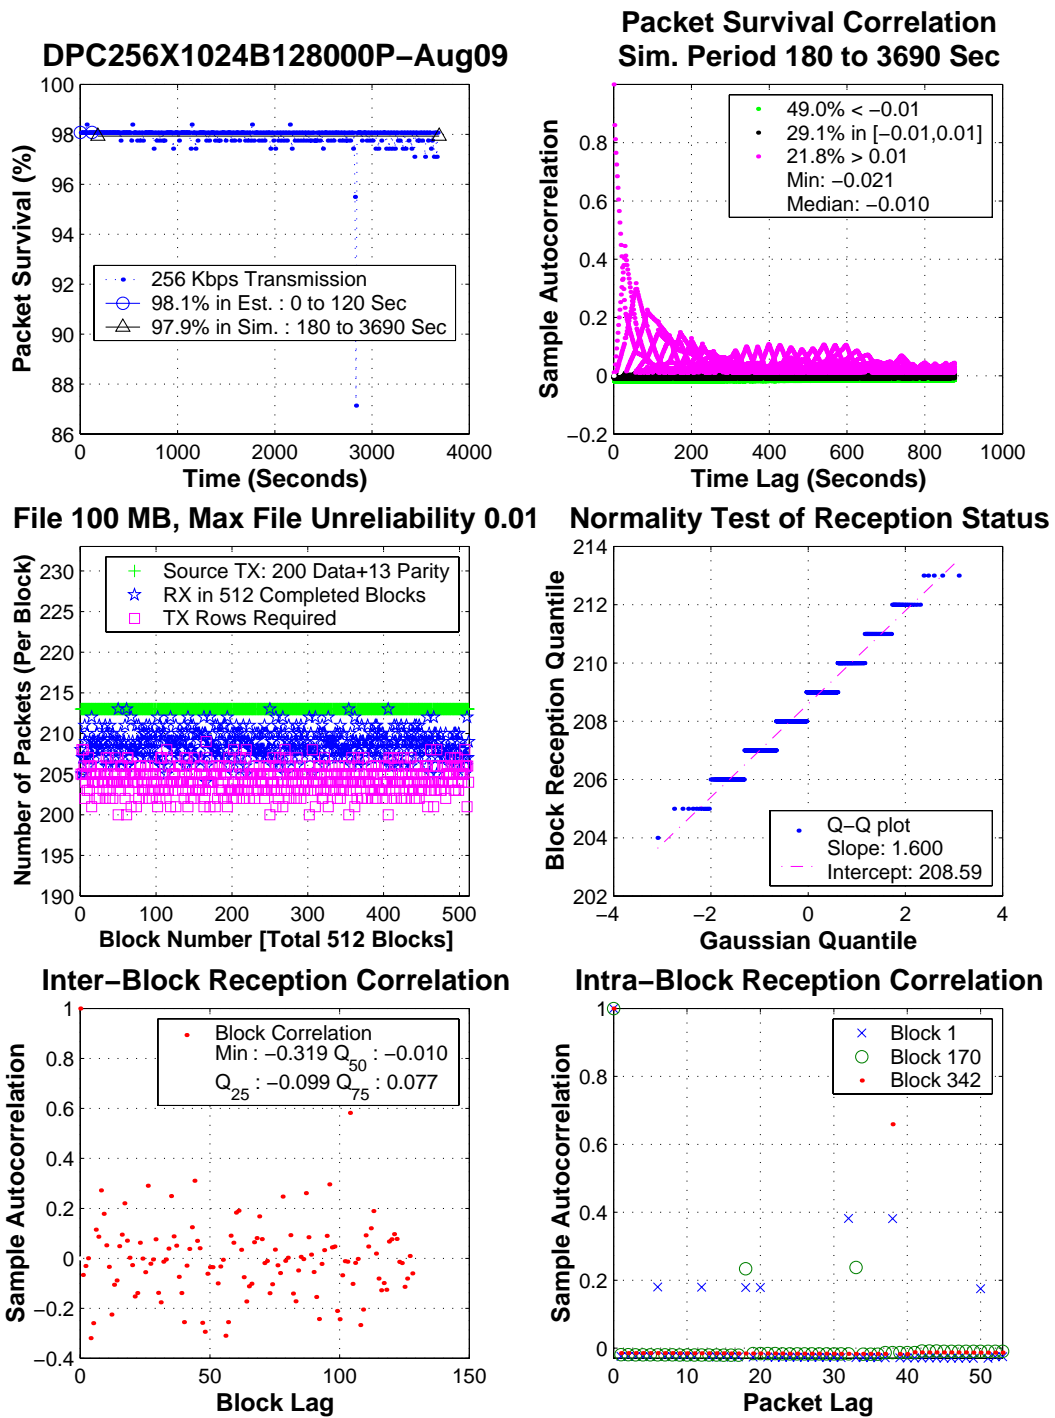 DPC256X1024B128000P−Aug09
100
98
96
94
92
90
88
86
Packet Survival (%)
256 Kbps Transmission
98.1% in Est. : 0 to 120 Sec
97.9% in Sim. : 180 to 3690 Sec
0
1000
2000
3000
4000
Time (Seconds)
Packet Survival Correlation
Sim. Period 180 to 3690 Sec
0.8
0.6
0.4
0.2
0
−0.2
Sample Autocorrelation
49.0% < −0.01
29.1% in [−0.01,0.01]
21.8% > 0.01
Min: −0.021
Median: −0.010
0
200
400
600
800
1000
Time Lag (Seconds)
File 100 MB, Max File Unreliability 0.01
230
225
220
215
210
205
200
195
190
Number of Packets (Per Block)
Source TX: 200 Data+13 Parity
RX in 512 Completed Blocks
TX Rows Required
0
100
200
300
400
500
Block Number [Total 512 Blocks]
Normality Test of Reception Status
214
212
210
208
206
204
202
Block Reception Quantile
Q−Q plot
Slope: 1.600
Intercept: 208.59
−4
−2
0
2
4
Gaussian Quantile
Inter−Block Reception Correlation
1
0.8
0.6
0.4
0.2
0
−0.2
−0.4
Sample Autocorrelation
Block Correlation
Min : −0.319 Q50 : −0.010
Q25 : −0.099 Q75 : 0.077
0
50
100
150
Block Lag
Intra−Block Reception Correlation
1
0.8
0.6
0.4
0.2
0
Sample Autocorrelation
Block 1
Block 170
Block 342
0
10
20
30
40
50
Packet Lag